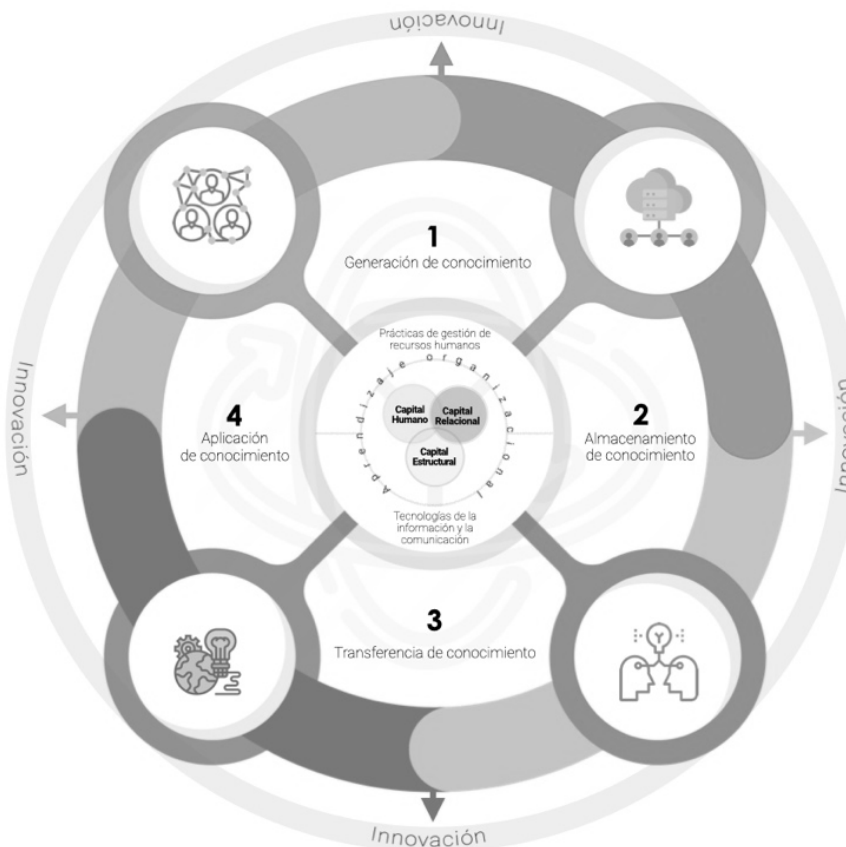 Innovación
1
Generación de conocimiento
Prácticas de gestión de
recursos humanos
Aprendizaje organizacional
Capital
Humano
Capital
Relacional
Capital
Estructural
Tecnologías de la
información y la
comunicación
Innovación
4
Aplicación
de conocimiento
2
Almacenamiento
de conocimiento
Innovación
3
Transferencia de conocimiento
Innovación